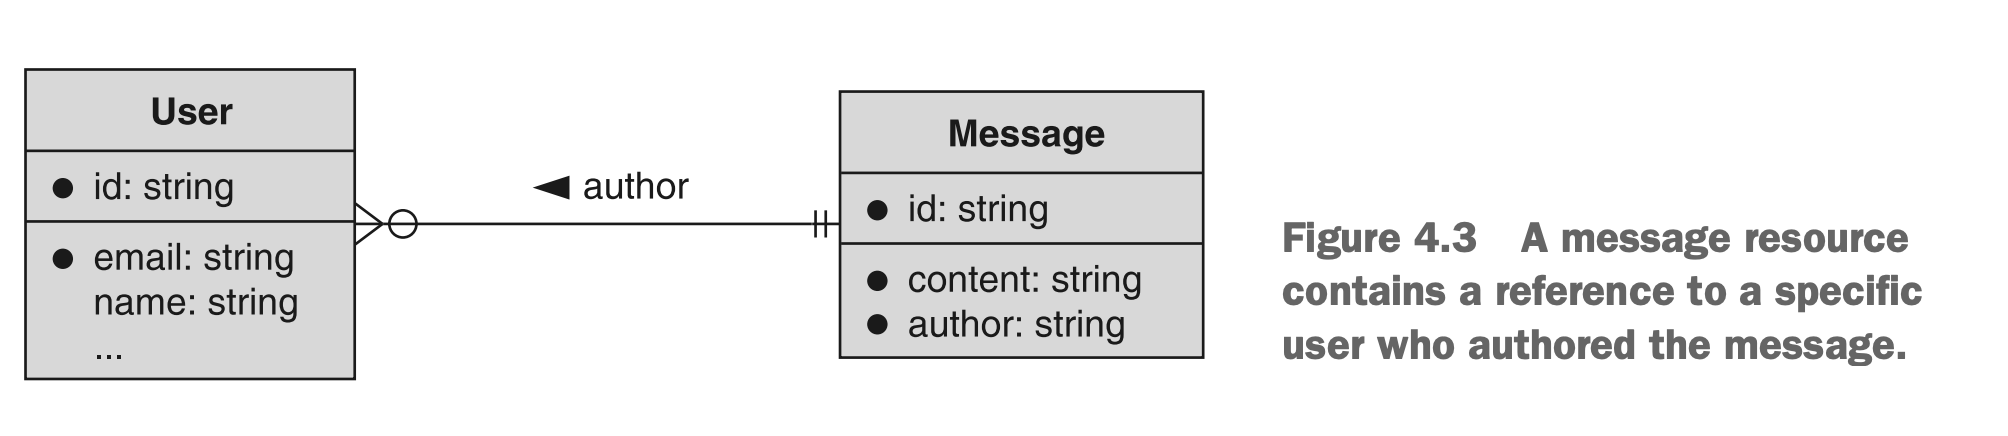 User
● id: string
● email: string
name: string
...
◄ author
Message
● id: string
● content: string
● author: string
Figure 4.3 A message resource
contains a reference to a specific
user who authored the message.